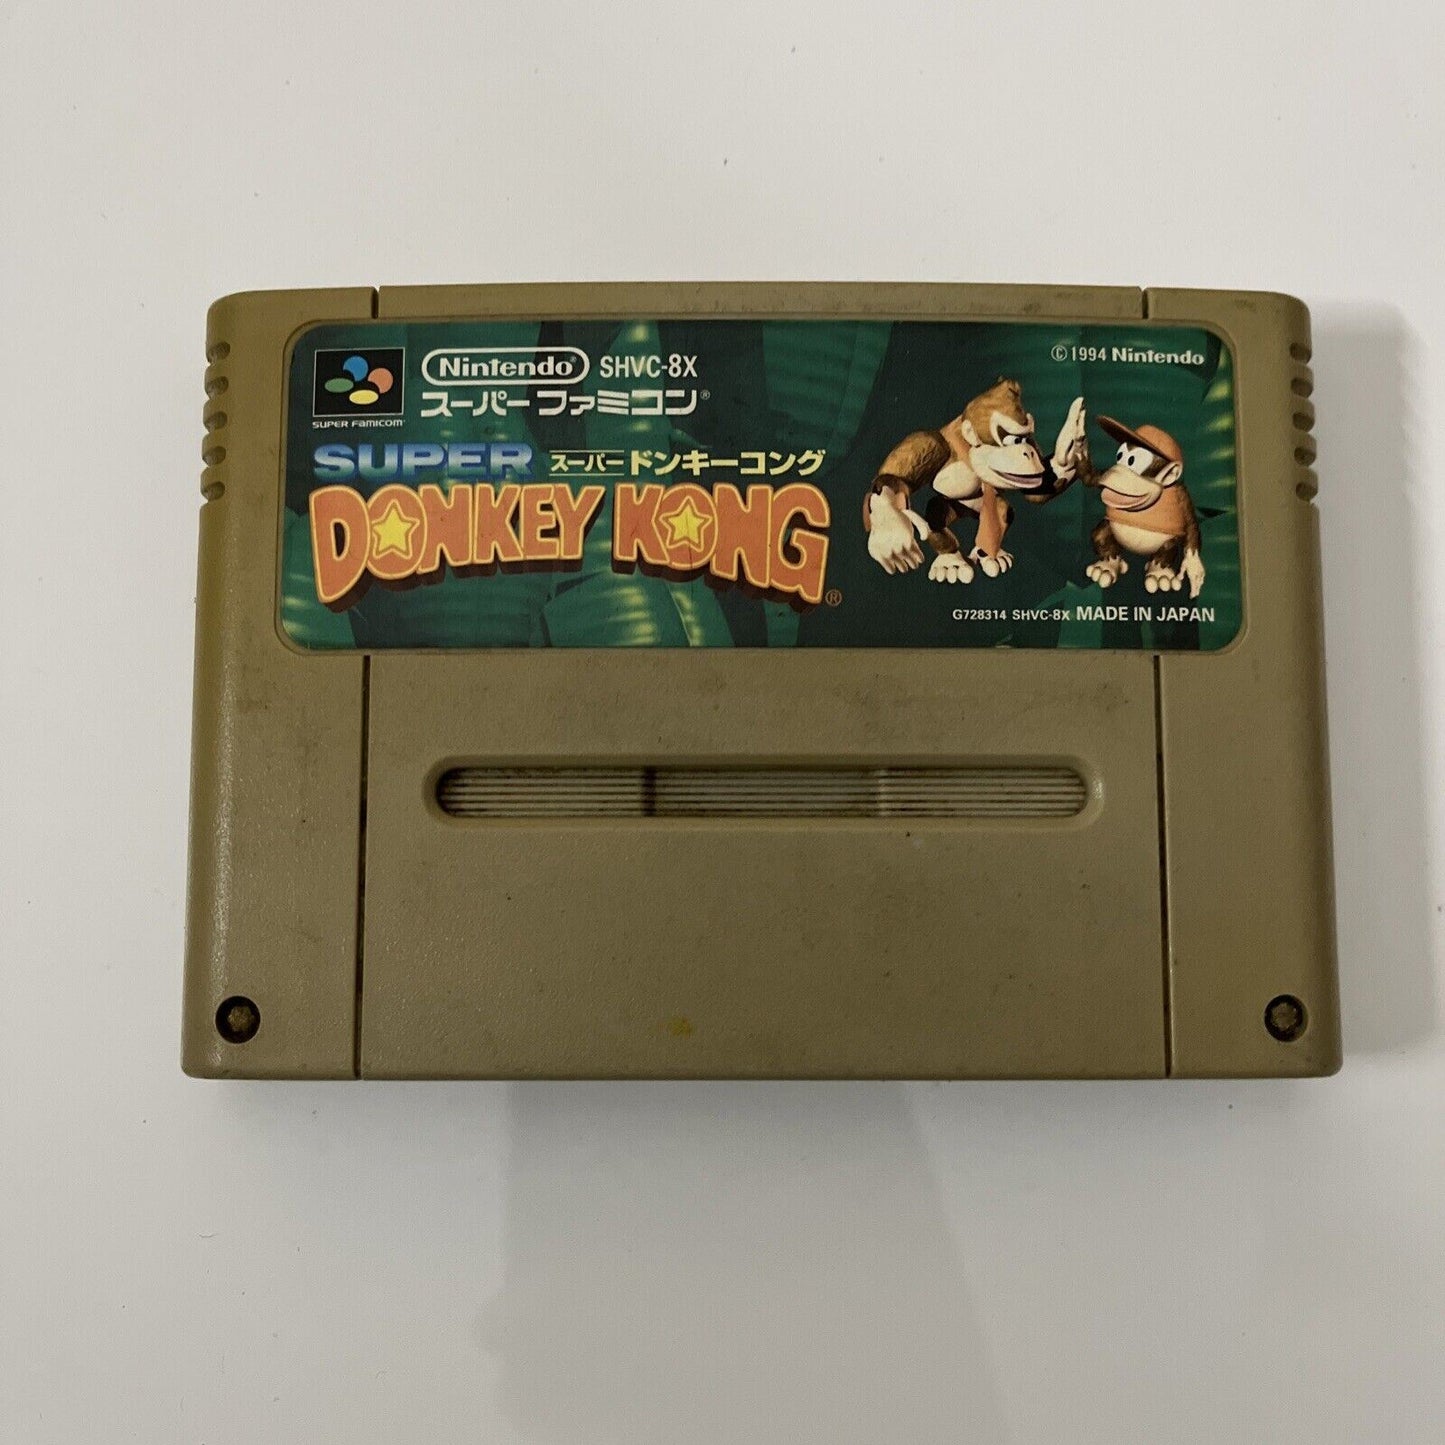 Nintendo® SHVC-8X
スーパーファミコン®
SUPER FAMICOM™
© 1994 Nintendo
SUPER スーパードンキーコング
DONKEY KONG®
G728314 SHVC-8X MADE IN JAPAN